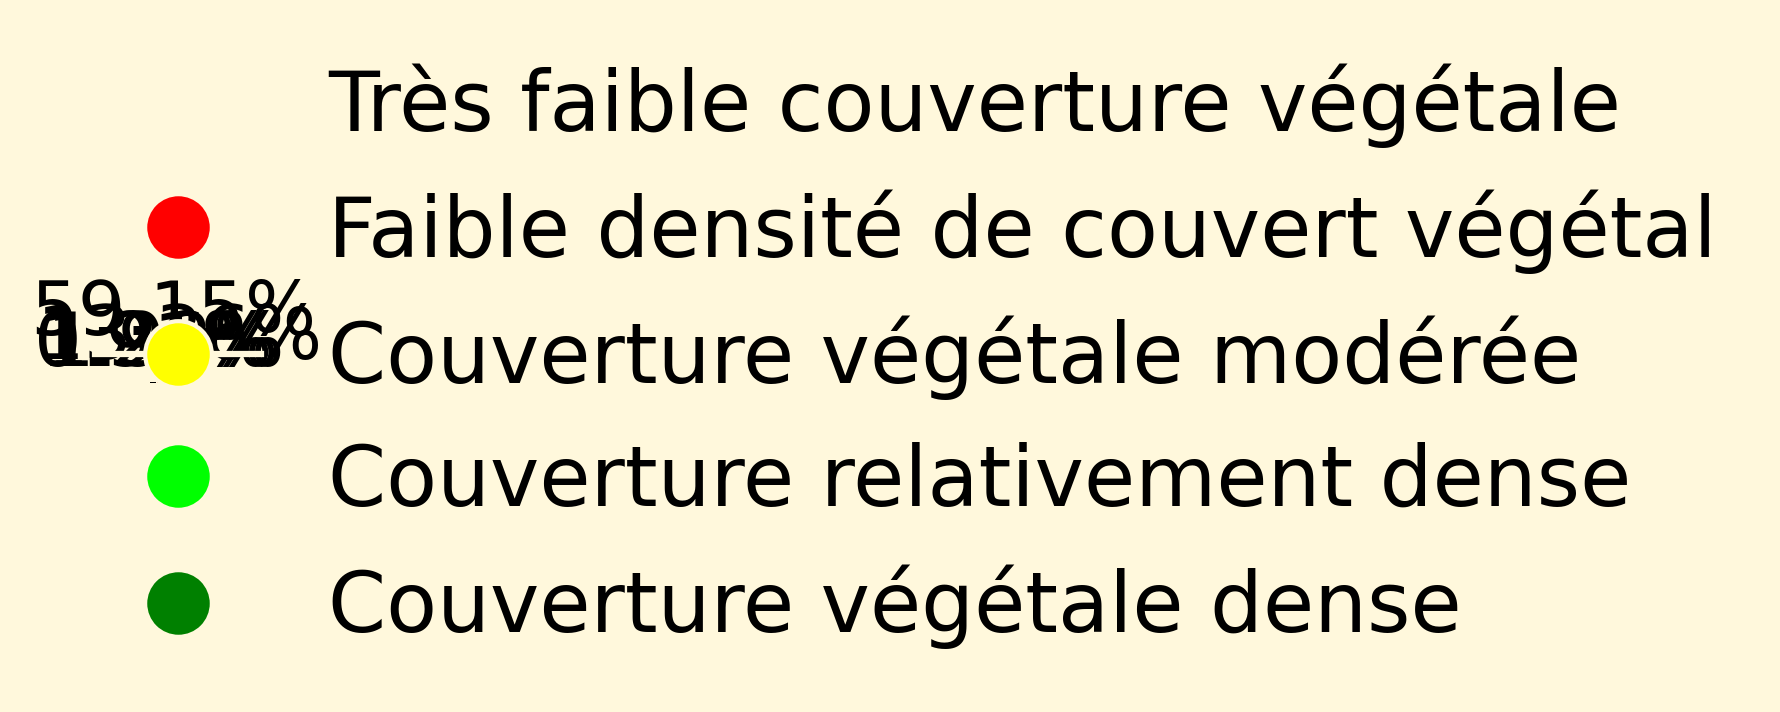 Très faible couverture végétale
Faible densité de couvert végétal
59.15%
Couverture végétale modérée
Couverture relativement dense
Couverture végétale dense